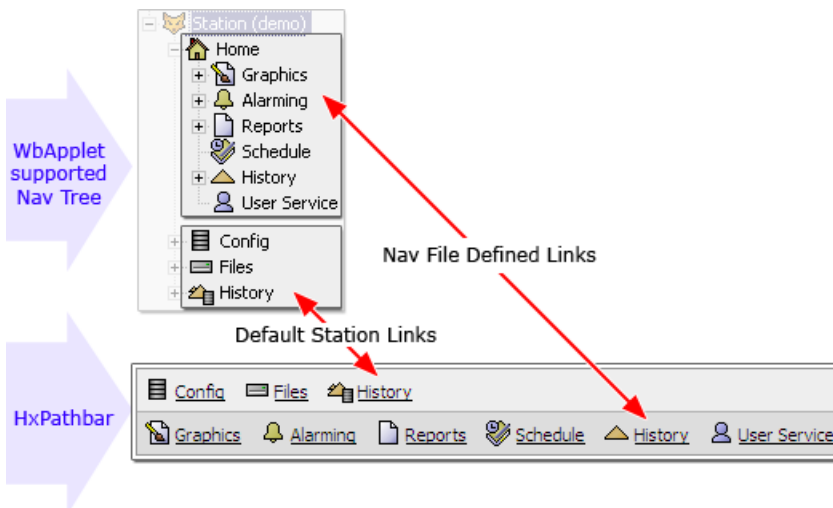 Station (demo)
Home
Graphics
Alarming
Reports
Schedule
History
User Service
Config
Files
History
WbApplet
supported
Nav Tree
Nav File Defined Links
Default Station Links
HxPathbar
Config Files History
Graphics Alarming Reports Schedule History User Service